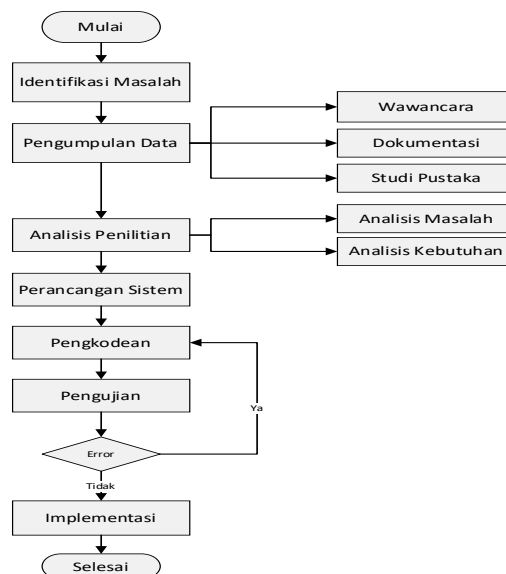 Mulai
Identifikasi Masalah
Pengumpulan Data
Wawancara
Dokumentasi
Studi Pustaka
Analisis Penilitian
Analisis Masalah
Analisis Kebutuhan
Perancangan Sistem
Pengkodean
Pengujian
Ya
Error
Tidak
Implementasi
Selesai